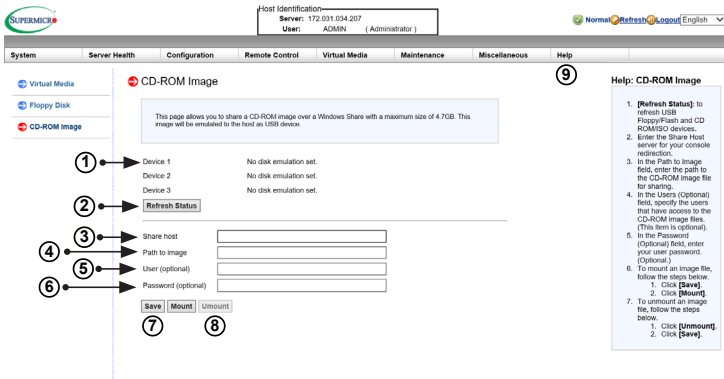 Host Identification
Server: 172.031.034.207
User: ADMIN ( Administrator )
SUPERMICRO
Normal Refresh Logout English
System Server Health Configuration Remote Control Virtual Media Maintenance Miscellaneous Help
9
Virtual Media
Floppy Disk
CD-ROM Image
CD-ROM Image
This page allows you to share a CD-ROM image over a Windows Share with a maximum size of 4.7GB. This
image will be emulated to the host as USB device.
1 Device 1 No disk emulation set.
Device 2 No disk emulation set.
Device 3 No disk emulation set.
2 Refresh Status
3 Share host
4 Path to image
5 User (optional)
6 Password (optional)
Save Mount Umount
7 8
Help: CD-ROM Image
1. [Refresh Status]: to
refresh USB
Floppy/Flash and CD
ROM/ISO devices.
2. Enter the Share Host
server for your console
redirection.
3. In the Path to Image
field, enter the path to
the CD-ROM image file
for sharing.
4. In the Users (Optional)
field, specify the users
that have access to the
CD-ROM image files.
(This item is optional).
5. In the Password
(Optional) field, enter
your user password.
(Optional.)
6. To mount an image file,
follow the steps below.
1. Click [Save].
2. Click [Mount].
7. To unmount an image
file, follow the steps
below.
1. Click [Unmount].
2. Click [Save].